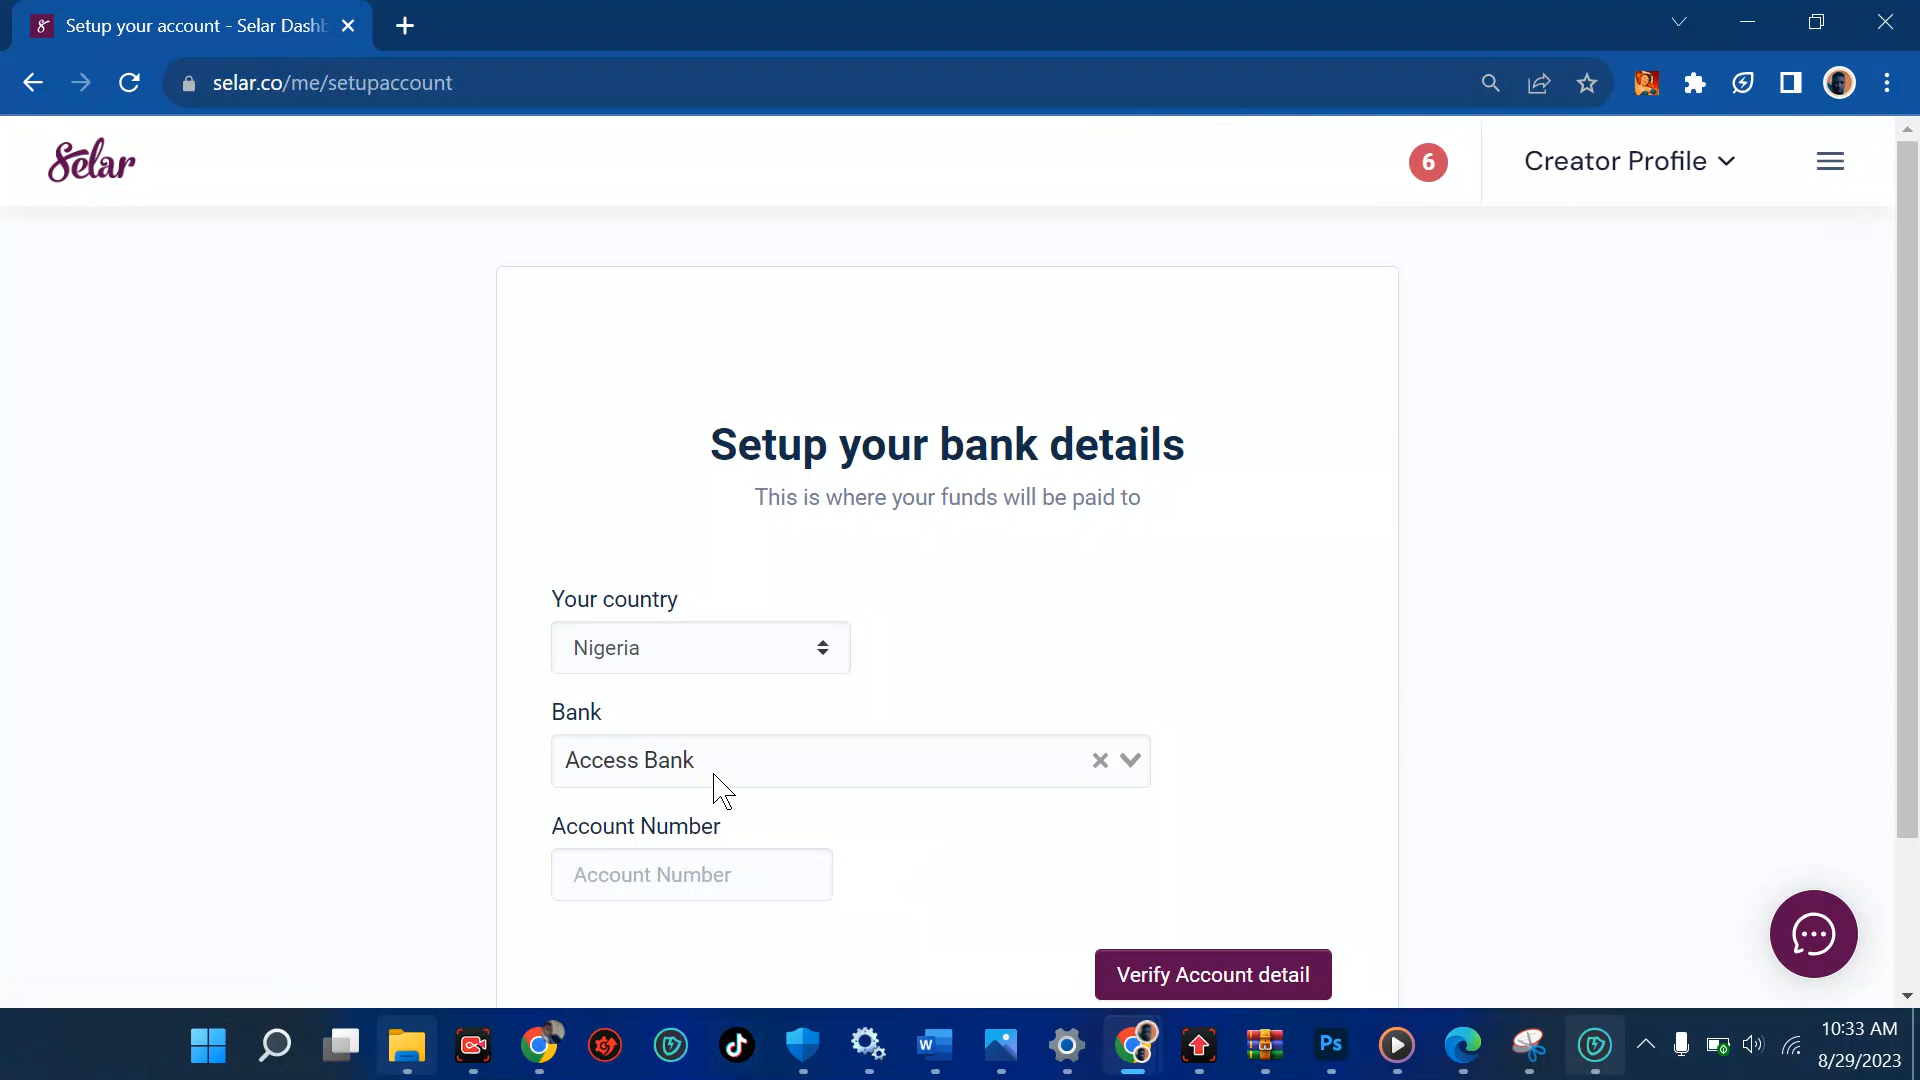 Setup your account - Selar Dashb
selar.co/me/setupaccount
Selar
6
Creator Profile
Setup your bank details
This is where your funds will be paid to
Your country
Nigeria
Bank
Access Bank
Account Number
Account Number
Verify Account detail
W
Ps
10:33 AM
8/29/2023